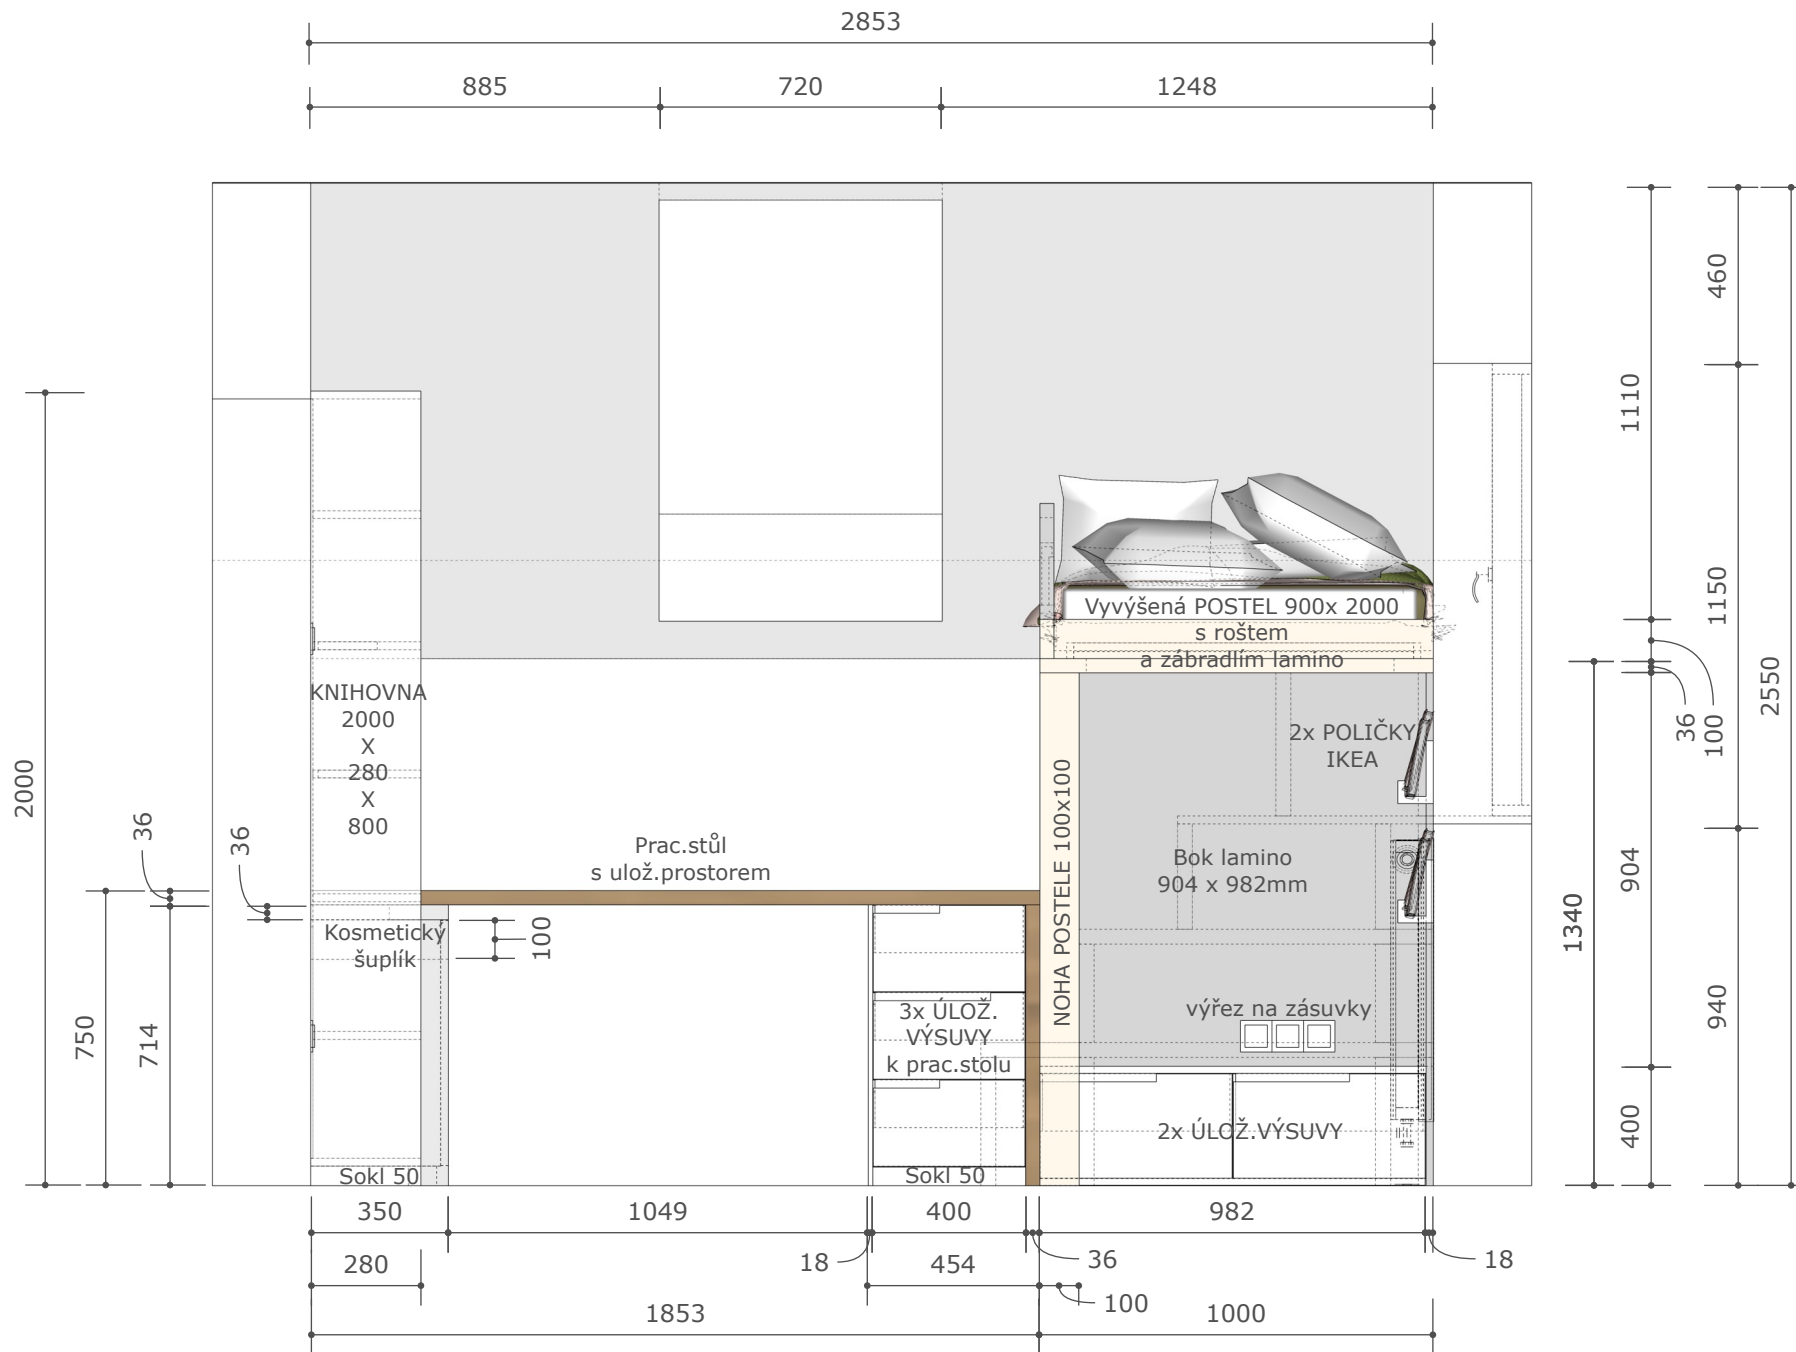 2853
885
720
1248
460
1110
1150
2550
36
100
2000
36
36
750
714
100
904
1340
940
400
Vyvýšená POSTEL 900x 2000
s roštem
a zábradlím lamino
KNIHOVNA
2000
X
280
X
800
2x POLIČKY
IKEA
NOHA POSTELE 100x100
Prac.stůl
s ulož.prostorem
Bok lamino
904 x 982mm
Kosmetický
šuplík
výřez na zásuvky
3x ÚLOŽ.
VÝSUVY
k prac.stolu
2x ÚLOŽ.VÝSUVY
Sokl 50
Sokl 50
350
1049
400
982
18
36
18
280
454
100
1853
1000